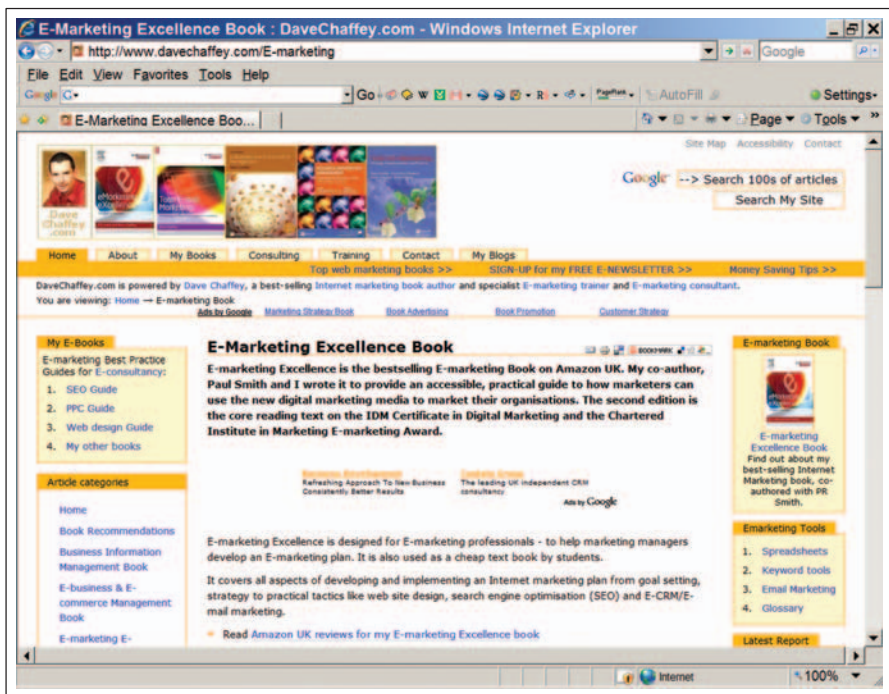 E-Marketing Excellence Book : DaveChaffey.com - Windows Internet Explorer
http://www.davechaffey.com/E-marketing
Google
File Edit View Favorites Tools Help
Google G- Go W PageRank AutoFill Settings-
E-Marketing Excellence Boo... Page Tools »
Site Map Accessibility Contact
Dave
Chaffey
.com
Google --> Search 100s of articles
Search My Site
Home About My Books Consulting Training Contact My Blogs
Top web marketing books >> SIGN-UP for my FREE E-NEWSLETTER >> Money Saving Tips >>
DaveChaffey.com is powered by Dave Chaffey, a best-selling Internet marketing book author and specialist E-marketing trainer and E-marketing consultant.
You are viewing: Home → E-marketing Book
Ads by Google Marketing Strategy Book Book Advertising Book Promotion Customer Strategy
My E-Books
E-marketing Best Practice
Guides for E-consultancy:
1. SEO Guide
2. PPC Guide
3. Web design Guide
4. My other books
Article categories
Home
Book Recommendations
Business Information
Management Book
E-business & E-
commerce Management
Book
E-marketing E-
E-Marketing Excellence Book
BOOKMARK
E-marketing Excellence is the bestselling E-marketing Book on Amazon UK. My co-author,
Paul Smith and I wrote it to provide an accessible, practical guide to how marketers can
use the new digital marketing media to market their organisations. The second edition is
the core reading text on the IDM Certificate in Digital Marketing and the Chartered
Institute in Marketing E-marketing Award.
Refreshing Approach To New Business
Consistently Better Results
The leading UK independent CRM
consultancy
Ads by Google
E-marketing Excellence is designed for E-marketing professionals - to help marketing managers
develop an E-marketing plan. It is also used as a cheap text book by students.
It covers all aspects of developing and implementing an Internet marketing plan from goal setting,
strategy to practical tactics like web site design, search engine optimisation (SEO) and E-CRM/E-
mail marketing.
Read Amazon UK reviews for my E-marketing Excellence book
E-marketing Book
E-marketing
Excellence Book
Find out about my
best-selling Internet
Marketing book, co-
authored with PR
Smith.
Emarketing Tools
1. Spreadsheets
2. Keyword tools
3. Email Marketing
4. Glossary
Latest Report
Internet 100%